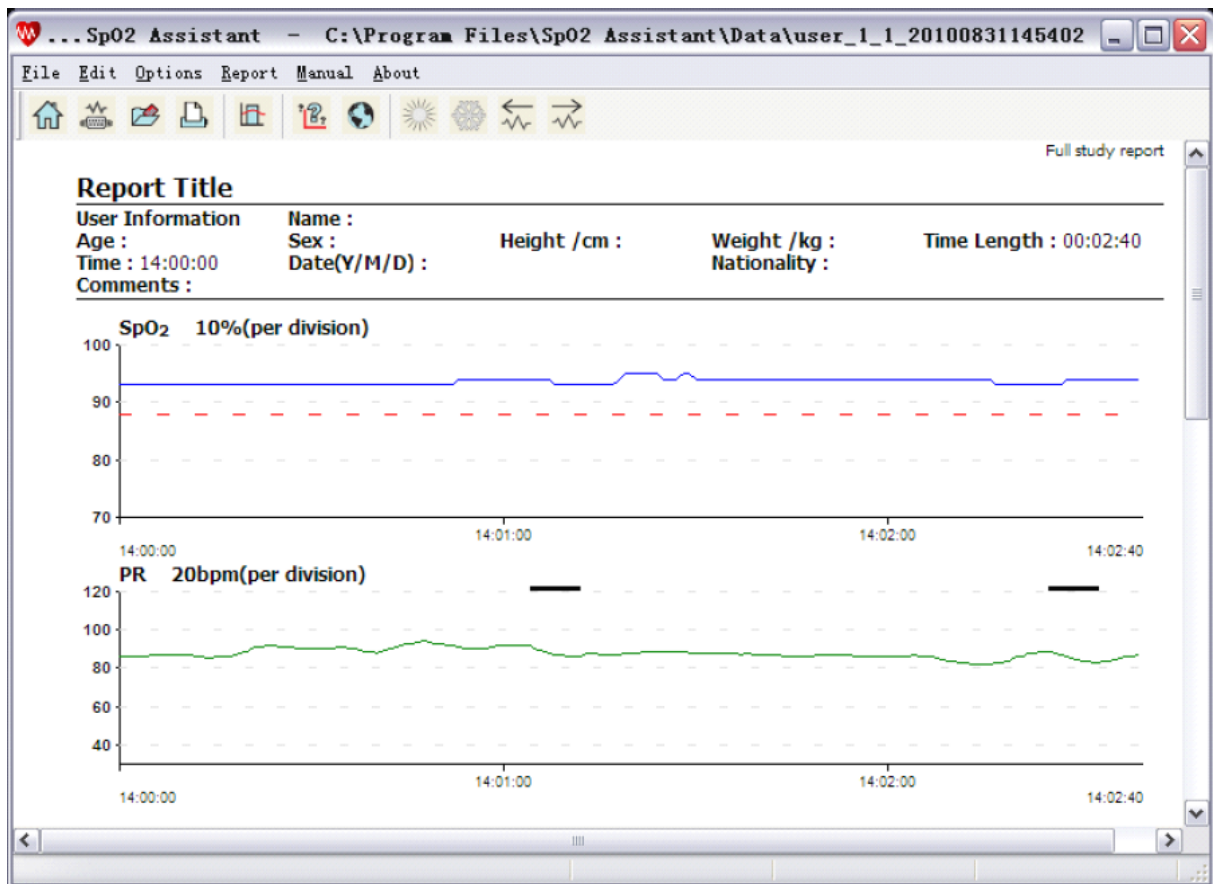 ...SpO2 Assistant - C:\Program Files\SpO2 Assistant\Data\user_1_1_20100831145402
File Edit Options Report Manual About
Full study report
Report Title
User Information Name :
Age : Sex : Height /cm : Weight /kg : Time Length : 00:02:40
Time : 14:00:00 Date(Y/M/D) : Nationality :
Comments :
SpO2 10%(per division)
100
90
80
70
14:01:00 14:02:00
14:00:00 14:02:40
PR 20bpm(per division)
120
100
80
60
40
14:01:00 14:02:00
14:00:00 14:02:40